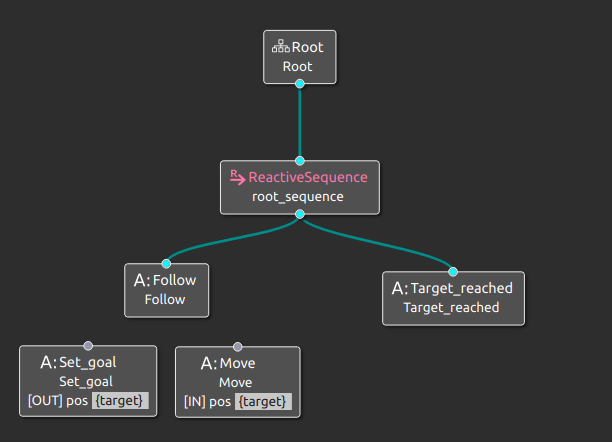 Root
Root
R
ReactiveSequence
root_sequence
A: Follow
Follow
A: Target_reached
Target_reached
A: Set_goal
Set_goal
[OUT] pos {target}
A: Move
Move
[IN] pos {target}